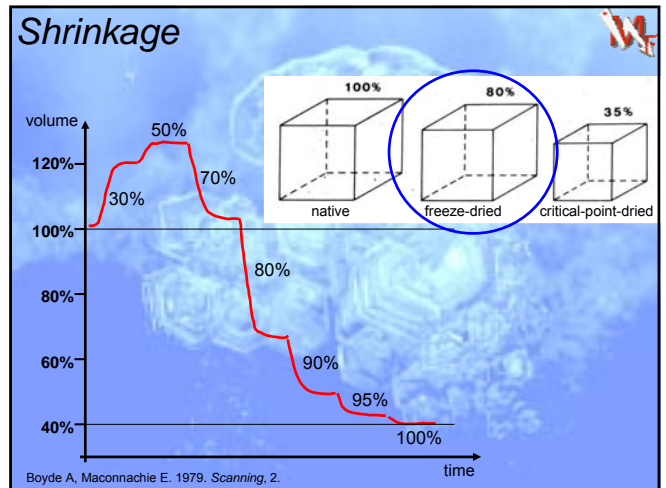 Shrinkage
100%
80%
35%
native
freeze-dried
critical-point-dried
volume
120%
100%
80%
60%
40%
30%
50%
70%
80%
90%
95%
100%
time
Boyde A, Maconnachie E. 1979. Scanning, 2.